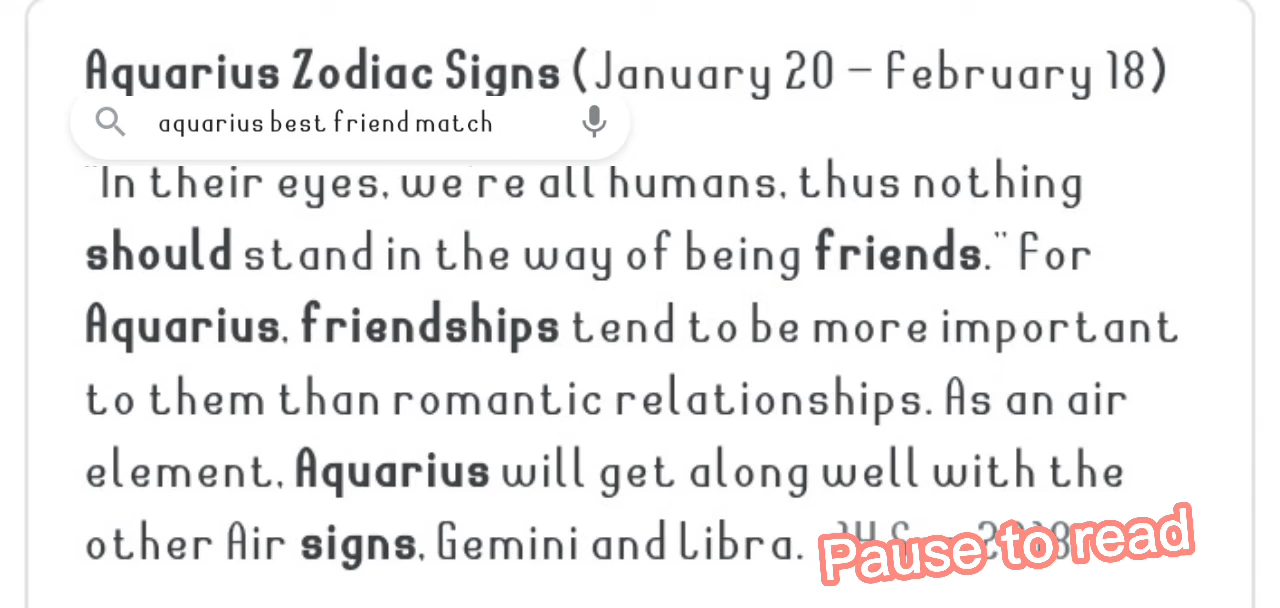 Aquarius Zodiac Signs (January 20 – February 18)
aquarius best friend match
"In their eyes, we're all humans, thus nothing
should stand in the way of being friends." For
Aquarius, friendships tend to be more important
to them than romantic relationships. As an air
element, Aquarius will get along well with the
other Air signs, Gemini and Libra.
Pause to read